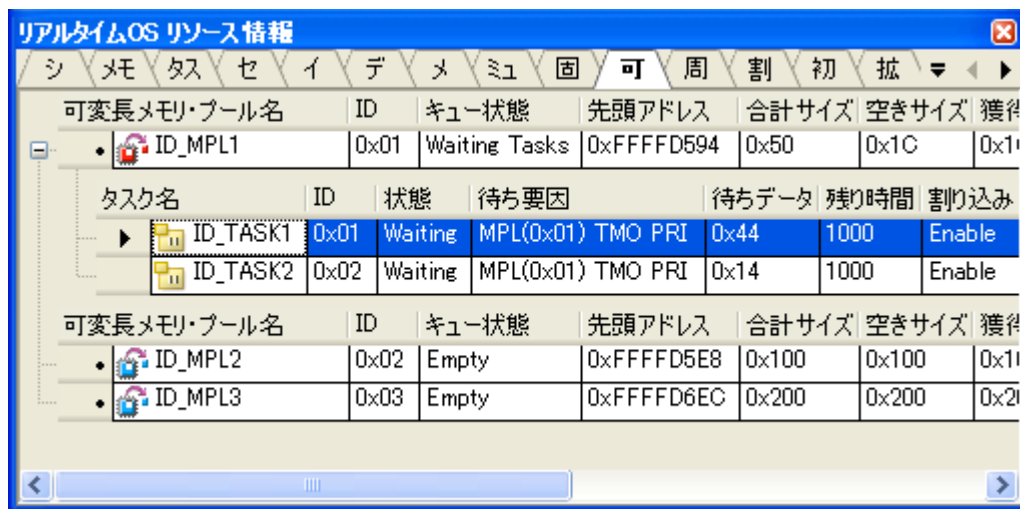 リアルタイムOS リソース情報
シ メモ タス セ イ デ メ ミュ 固 可 周 割 初 拡
可変長メモリ・プール名 ID キュー状態 先頭アドレス 合計サイズ 空きサイズ
ID_MPL1 0x01 Waiting Tasks 0xFFFFD594 0x50 0x1C
タスク名 ID 状態 待ち要因 待ちデータ 残り時間 割り込み
ID_TASK1 0x01 Waiting MPL(0x01) TMO PRI 0x44 1000 Enable
ID_TASK2 0x02 Waiting MPL(0x01) TMO PRI 0x14 1000 Enable
可変長メモリ・プール名 ID キュー状態 先頭アドレス 合計サイズ 空きサイズ
ID_MPL2 0x02 Empty 0xFFFFD5E8 0x100 0x100
ID_MPL3 0x03 Empty 0xFFFFD6EC 0x200 0x200